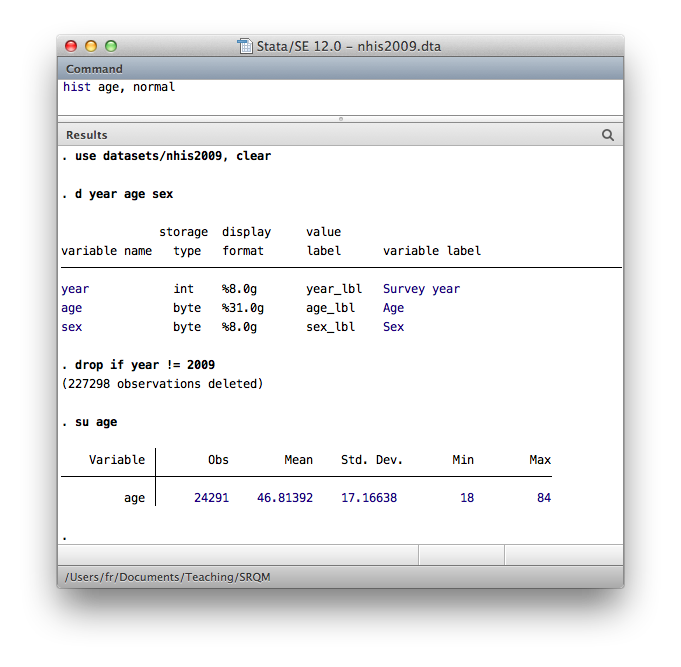 Stata/SE 12.0 – nhis2009.dta
Command
hist age, normal
Results
. use datasets/nhis2009, clear
. d year age sex
storage display value
variable name type format label variable label
year int %8.0g year_lbl Survey year
age byte %31.0g age_lbl Age
sex byte %8.0g sex_lbl Sex
. drop if year != 2009
(227298 observations deleted)
. su age
Variable Obs Mean Std. Dev. Min Max
age 24291 46.81392 17.16638 18 84
.
/Users/fr/Documents/Teaching/SRQM